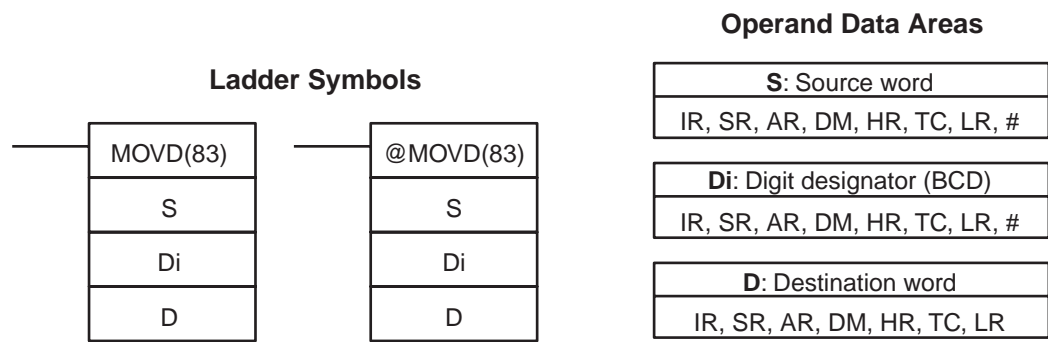 Ladder Symbols
MOVD(83)
S
Di
D
@MOVD(83)
S
Di
D
Operand Data Areas
S: Source word
IR, SR, AR, DM, HR, TC, LR, #
Di: Digit designator (BCD)
IR, SR, AR, DM, HR, TC, LR, #
D: Destination word
IR, SR, AR, DM, HR, TC, LR